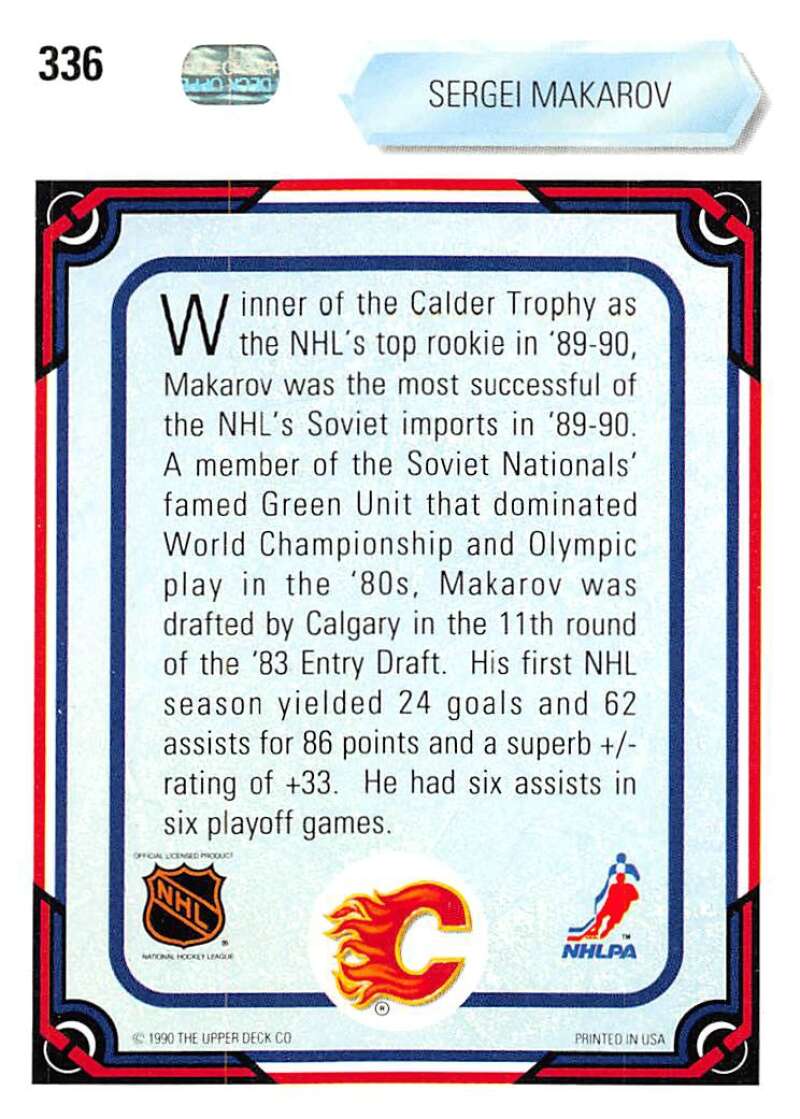 336
SERGEI MAKAROV
Winner of the Calder Trophy as
the NHL's top rookie in '89-90,
Makarov was the most successful of
the NHL's Soviet imports in '89-90.
A member of the Soviet Nationals'
famed Green Unit that dominated
World Championship and Olympic
play in the '80s, Makarov was
drafted by Calgary in the 11th round
of the '83 Entry Draft. His first NHL
season yielded 24 goals and 62
assists for 86 points and a superb +/-
rating of +33. He had six assists in
six playoff games.
OFFICIAL LICENSED PRODUCT
NHL
®
NATIONAL HOCKEY LEAGUE
C
®
™
NHLPA
© 1990 THE UPPER DECK CO
PRINTED IN USA